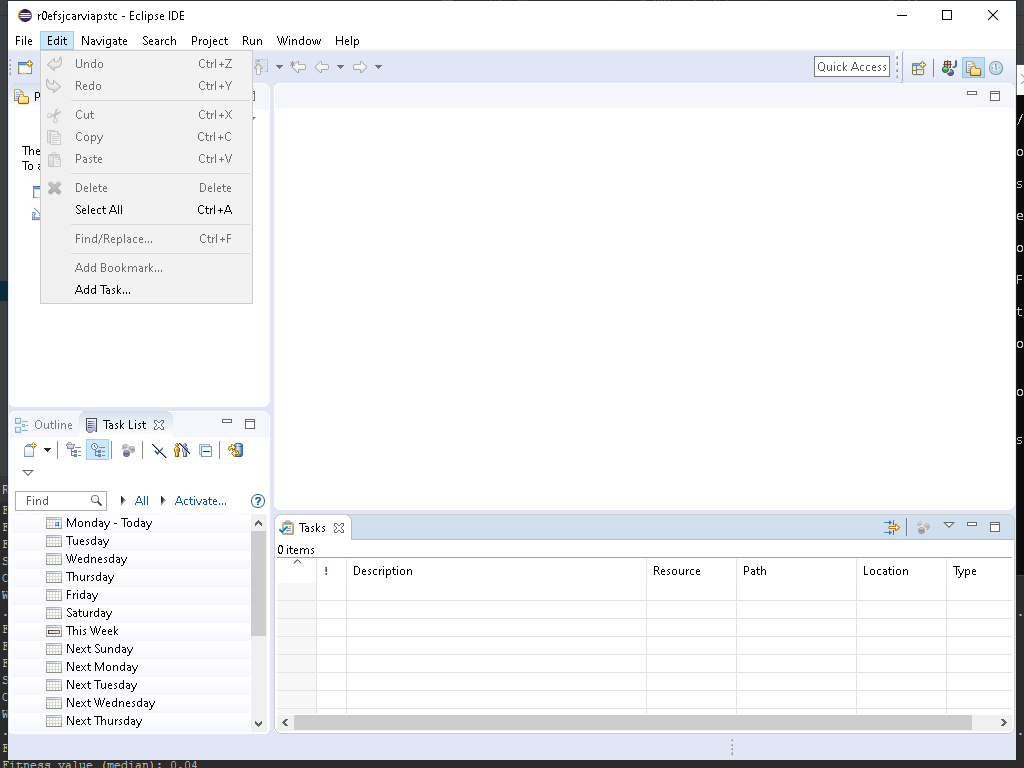 r0efsjcarviapstc - Eclipse IDE
File Edit Navigate Search Project Run Window Help
Undo Ctrl+Z
Redo Ctrl+Y
Cut Ctrl+X
Copy Ctrl+C
Paste Ctrl+V
Delete Delete
Select All Ctrl+A
Find/Replace... Ctrl+F
Add Bookmark...
Add Task...
Quick Access
P
The
To a
Outline Task List
Find All Activate... ?
Monday - Today
Tuesday
Wednesday
Thursday
Friday
Saturday
This Week
Next Sunday
Next Monday
Next Tuesday
Next Wednesday
Next Thursday
Tasks
0 items
! Description Resource Path Location Type
Fitness value (median): 0.04